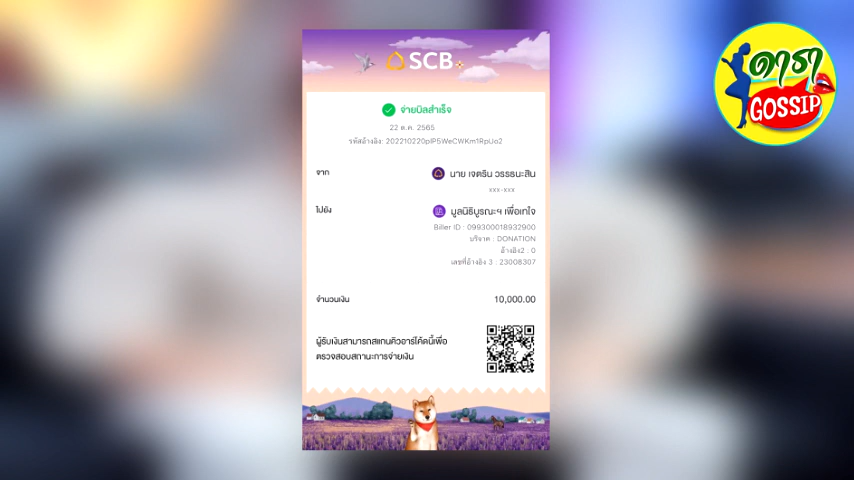 SCB
ดารา
GOSSIP
จ่ายบิลสำเร็จ
22 ต.ค. 2565
รหัสอ้างอิง: 202210220pIP5WeCWKm1RpUo2
จาก
นาย เจตริน วรรธนะสิน
xxx-xxx
ไปยัง
มูลนิธิบูรณะฯ เพื่อเทใจ
Biller ID : 099300018932900
บริจาค : DONATION
อ้างอิง2 : 0
เลขที่อ้างอิง 3 : 23008307
จำนวนเงิน
10,000.00
ผู้รับเงินสามารถสแกนคิวอาร์โค้ดนี้เพื่อ
ตรวจสอบสถานะการจ่ายเงิน